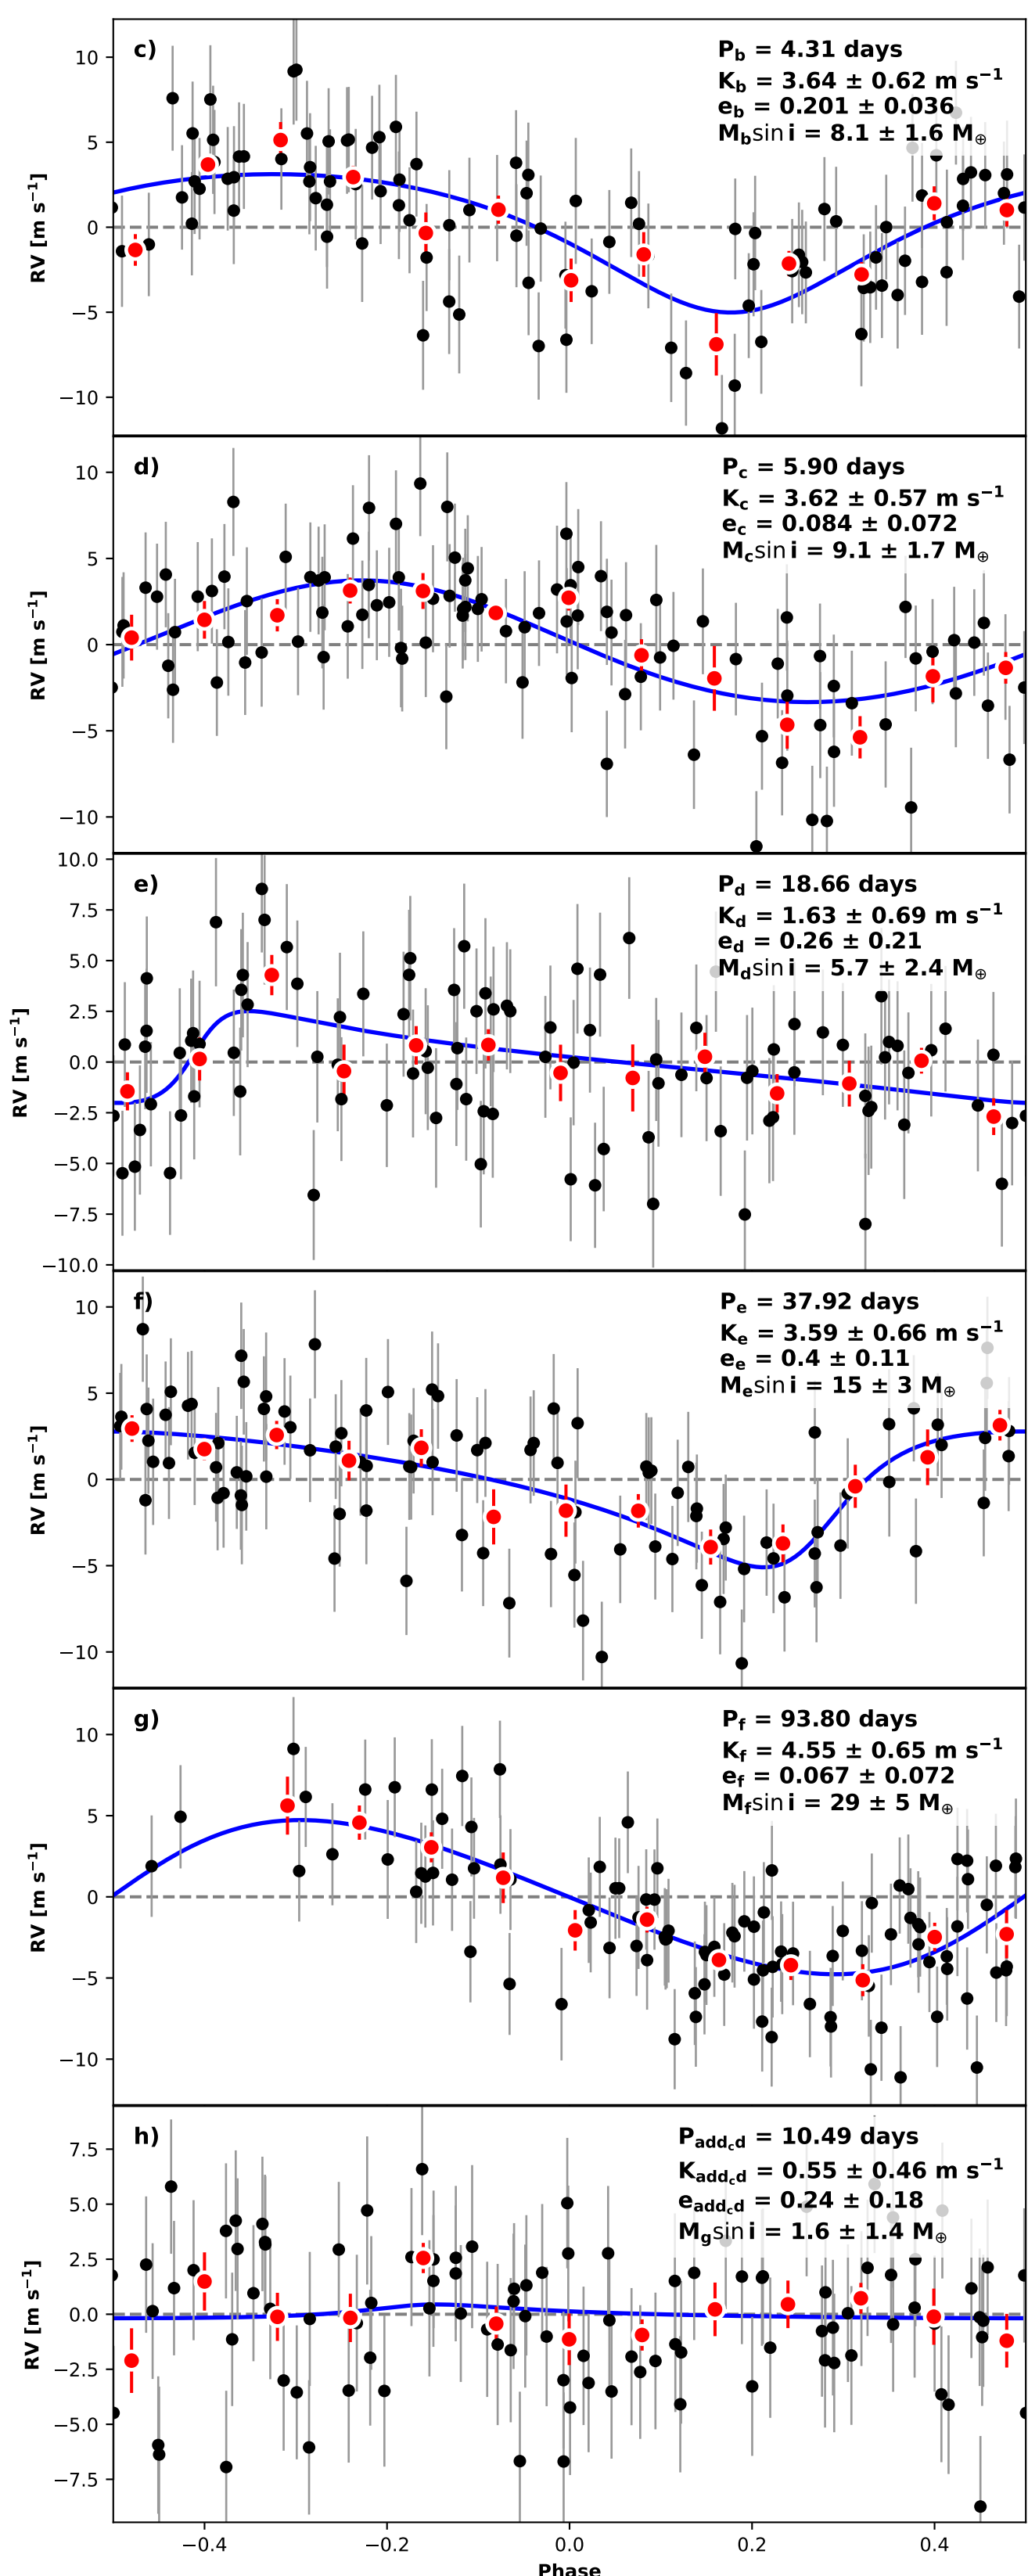 c)
P_b = 4.31 days
K_b = 3.64 ± 0.62 m s⁻¹
e_b = 0.201 ± 0.036
M_b sin i = 8.1 ± 1.6 M⊕
10
5
0
−5
−10
RV [m s⁻¹]
d)
P_c = 5.90 days
K_c = 3.62 ± 0.57 m s⁻¹
e_c = 0.084 ± 0.072
M_c sin i = 9.1 ± 1.7 M⊕
10
5
0
−5
−10
RV [m s⁻¹]
e)
P_d = 18.66 days
K_d = 1.63 ± 0.69 m s⁻¹
e_d = 0.26 ± 0.21
M_d sin i = 5.7 ± 2.4 M⊕
10.0
7.5
5.0
2.5
0.0
−2.5
−5.0
−7.5
−10.0
RV [m s⁻¹]
f)
P_e = 37.92 days
K_e = 3.59 ± 0.66 m s⁻¹
e_e = 0.4 ± 0.11
M_e sin i = 15 ± 3 M⊕
10
5
0
−5
−10
RV [m s⁻¹]
g)
P_f = 93.80 days
K_f = 4.55 ± 0.65 m s⁻¹
e_f = 0.067 ± 0.072
M_f sin i = 29 ± 5 M⊕
10
5
0
−5
−10
RV [m s⁻¹]
h)
P_add_cd = 10.49 days
K_add_cd = 0.55 ± 0.46 m s⁻¹
e_add_cd = 0.24 ± 0.18
M_g sin i = 1.6 ± 1.4 M⊕
7.5
5.0
2.5
0.0
−2.5
−5.0
−7.5
RV [m s⁻¹]
−0.4 −0.2 0.0 0.2 0.4
Phase